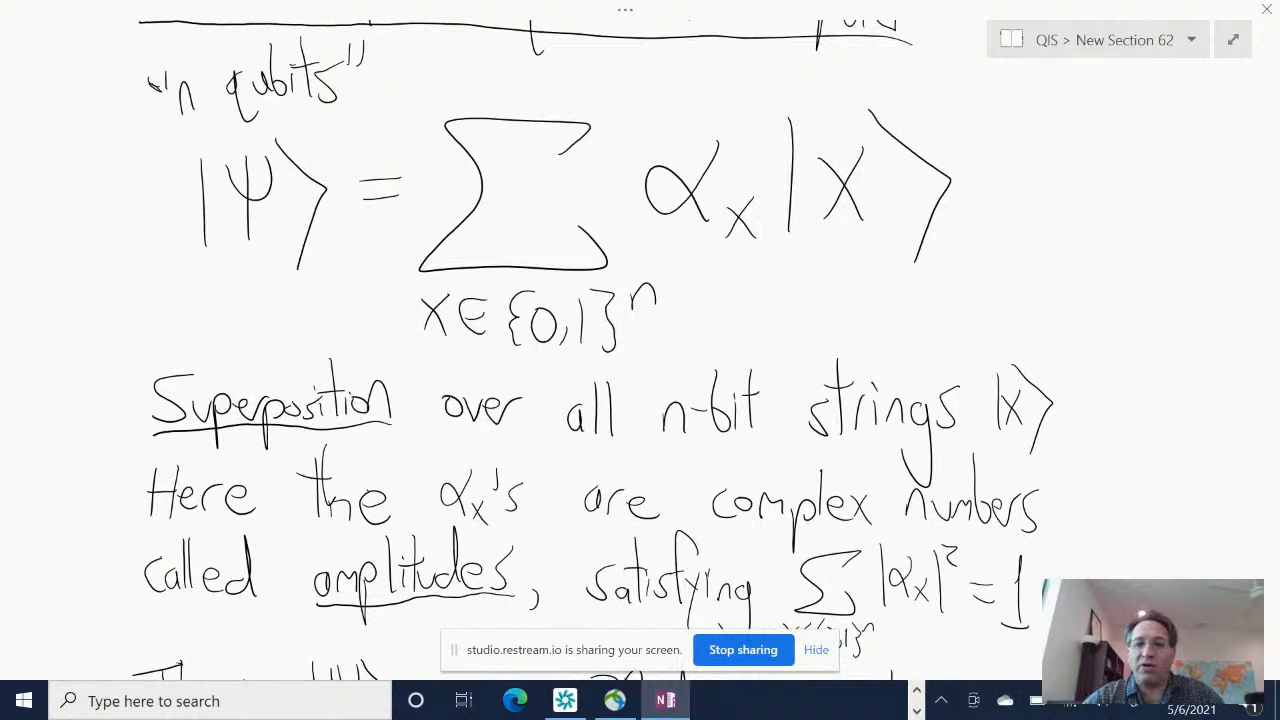 QIS > New Section 62
"n qubits"
|Ψ⟩ = ∑ αₓ |x⟩
x∈{0,1}ⁿ
Superposition over all n-bit strings |x⟩
Here the αₓ's are complex numbers
called amplitudes, satisfying ∑ |αₓ|² = 1
studio.restream.io is sharing your screen. Stop sharing Hide
Type here to search
5/6/2021
1